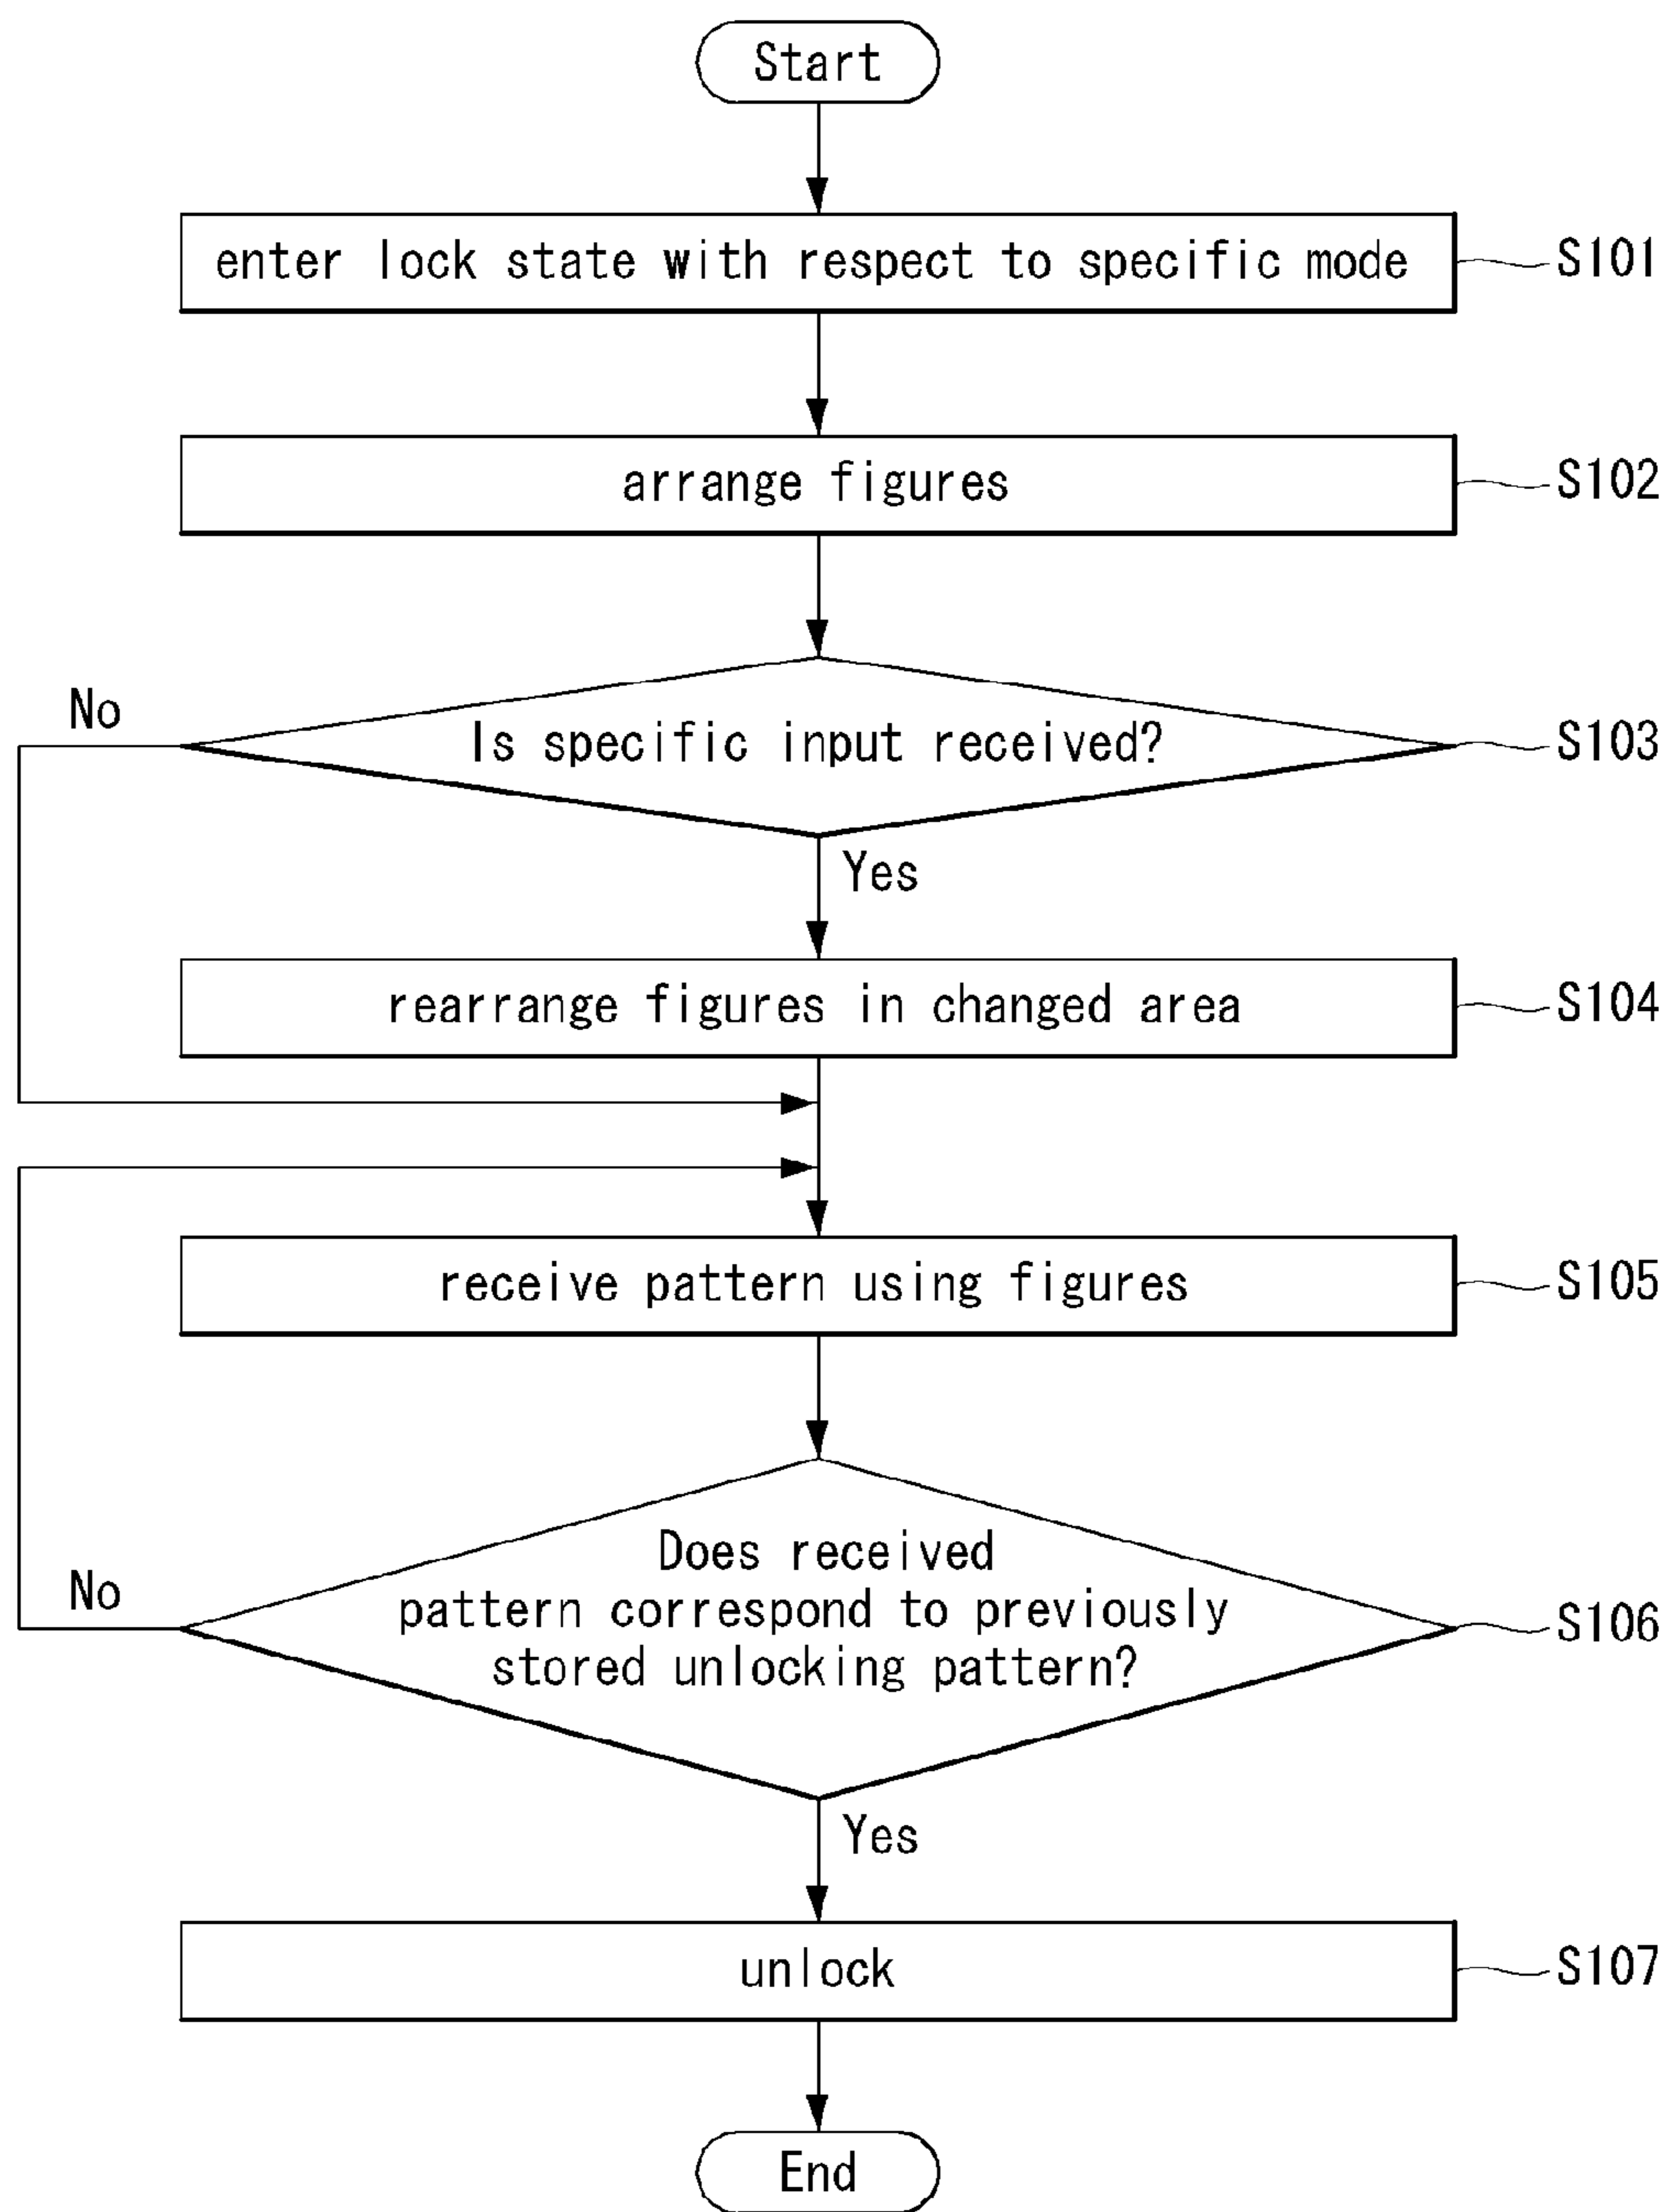 Start
enter lock state with respect to specific mode
S101
arrange figures
S102
No
Is specific input received?
S103
Yes
rearrange figures in changed area
S104
receive pattern using figures
S105
Does received
pattern correspond to previously
stored unlocking pattern?
No
S106
Yes
unlock
S107
End